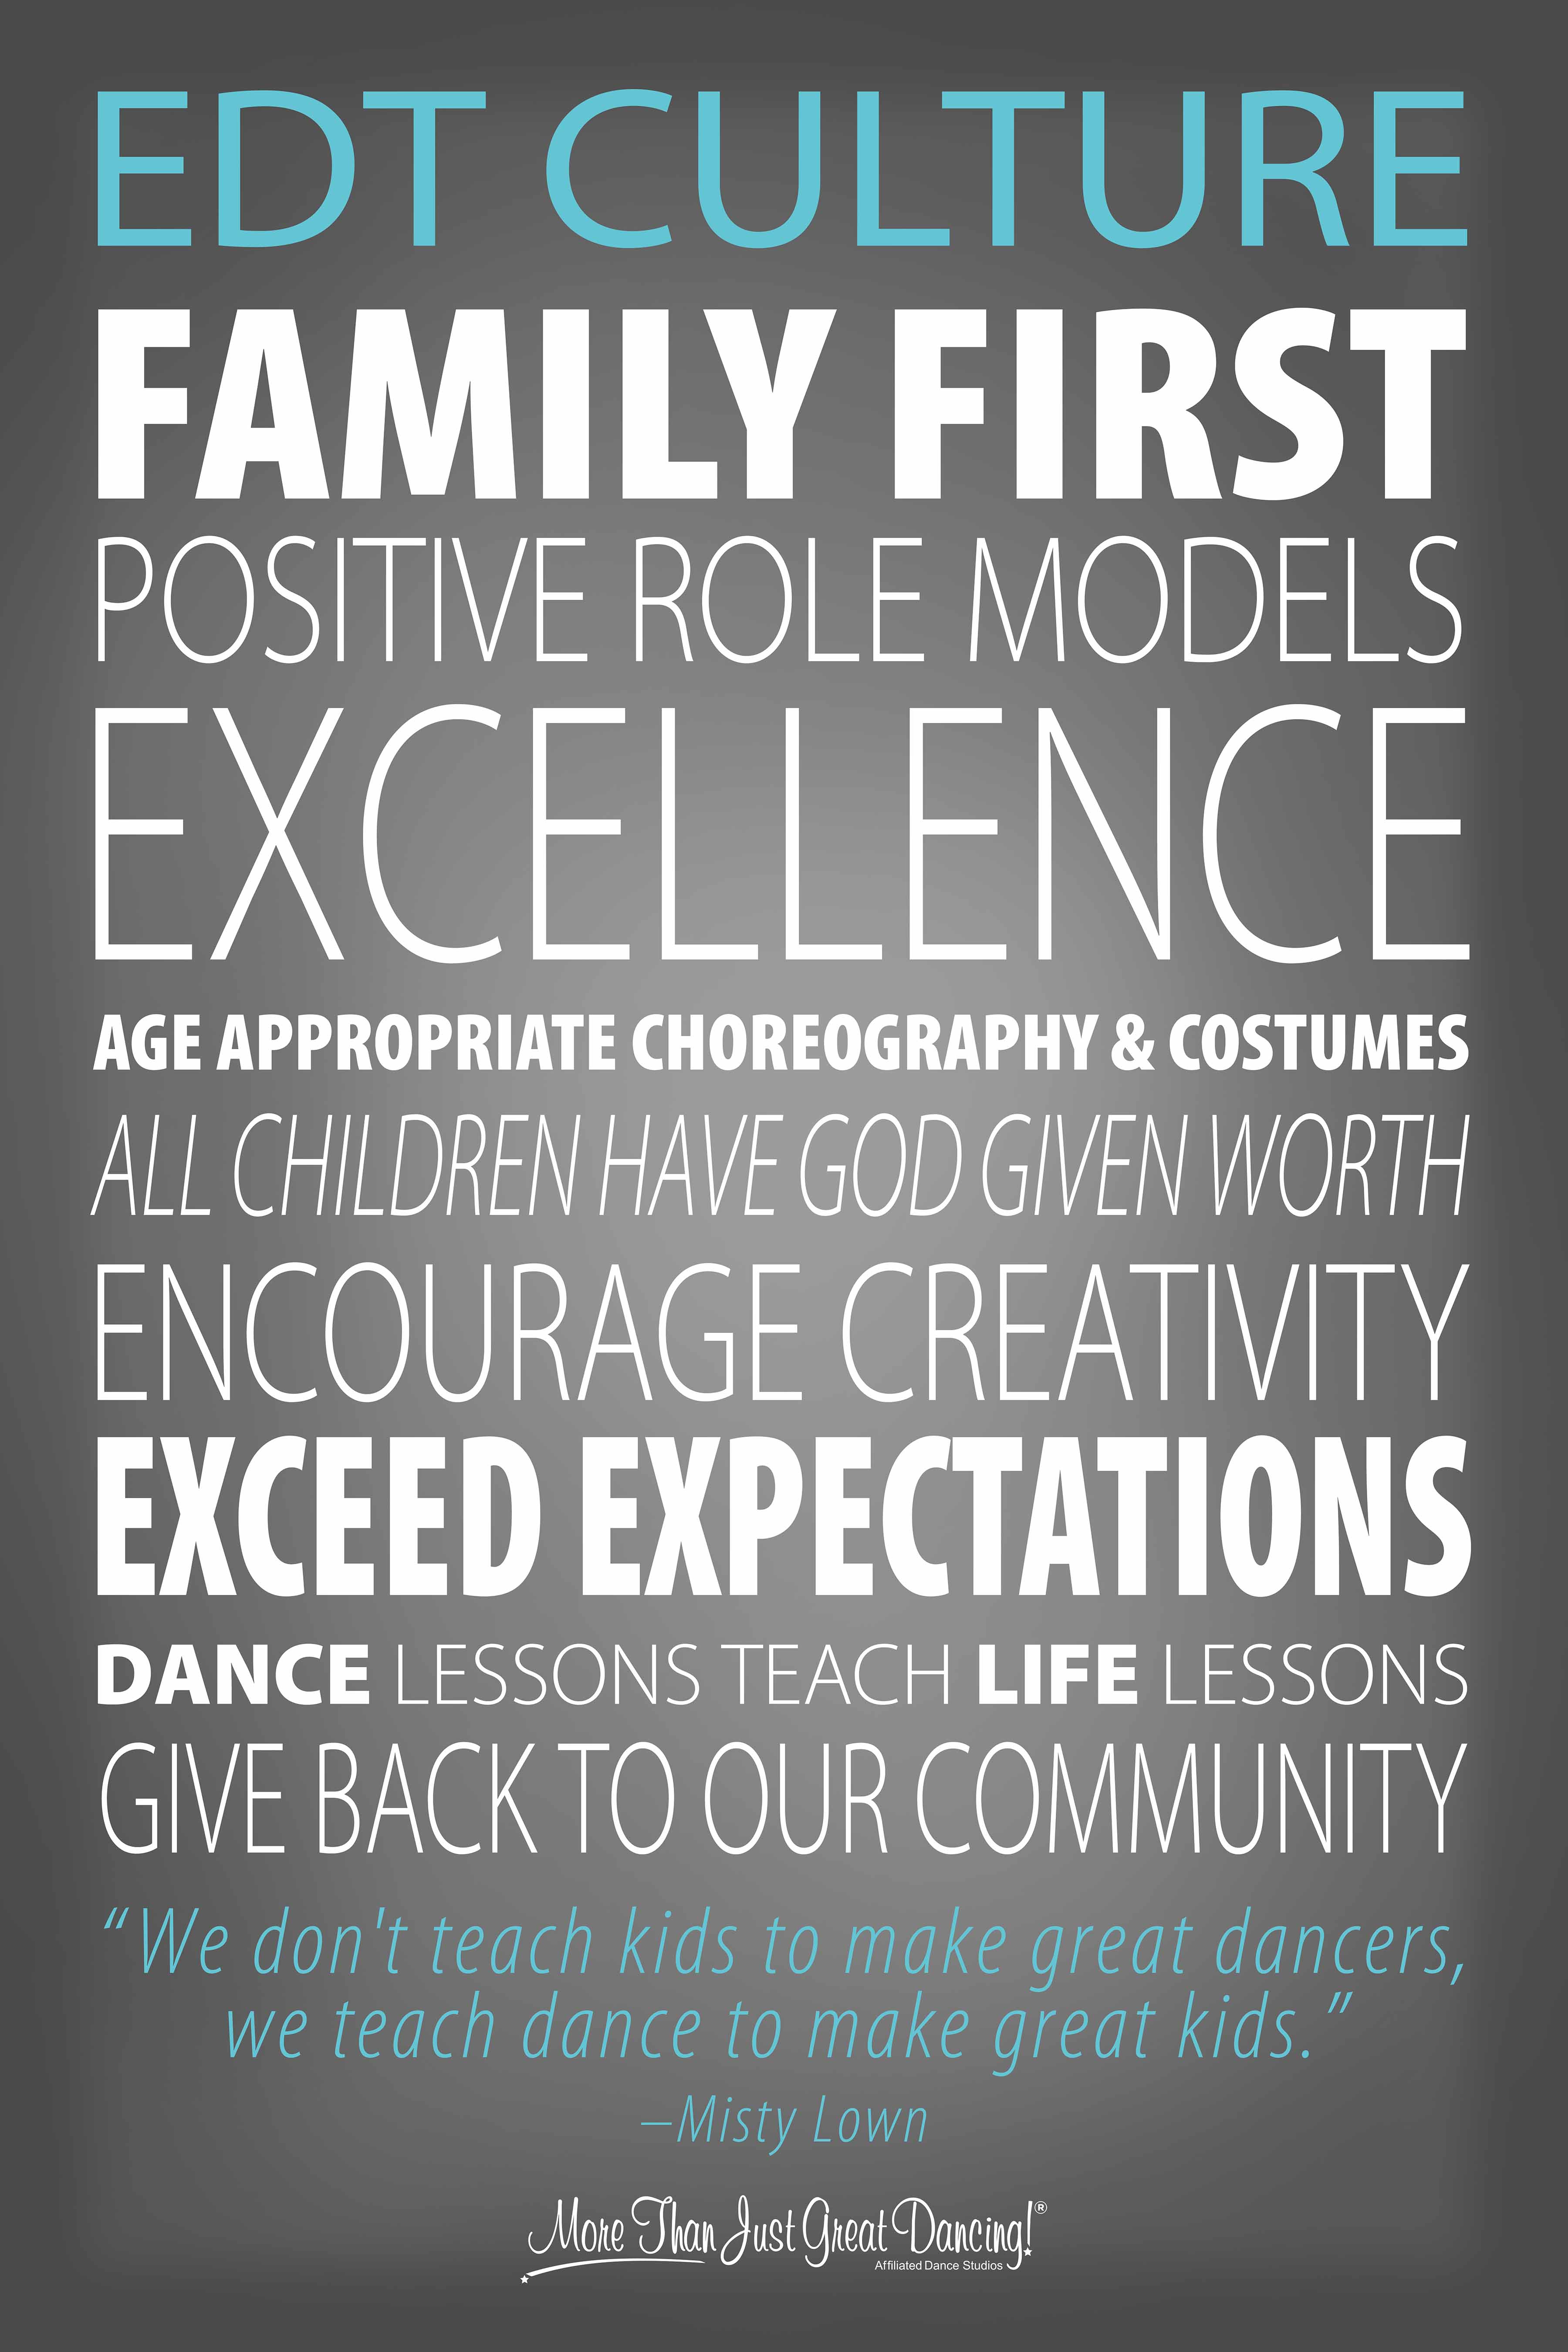 EDT CULTURE
FAMILY FIRST
POSITIVE ROLE MODELS
EXCELLENCE
AGE APPROPRIATE CHOREOGRAPHY & COSTUMES
ALL CHILDREN HAVE GOD GIVEN WORTH
ENCOURAGE CREATIVITY
EXCEED EXPECTATIONS
DANCE LESSONS TEACH LIFE LESSONS
GIVE BACK TO OUR COMMUNITY
“We don't teach kids to make great dancers,
we teach dance to make great kids.”
—Misty Lown
More Than Just Great Dancing!®
Affiliated Dance Studios